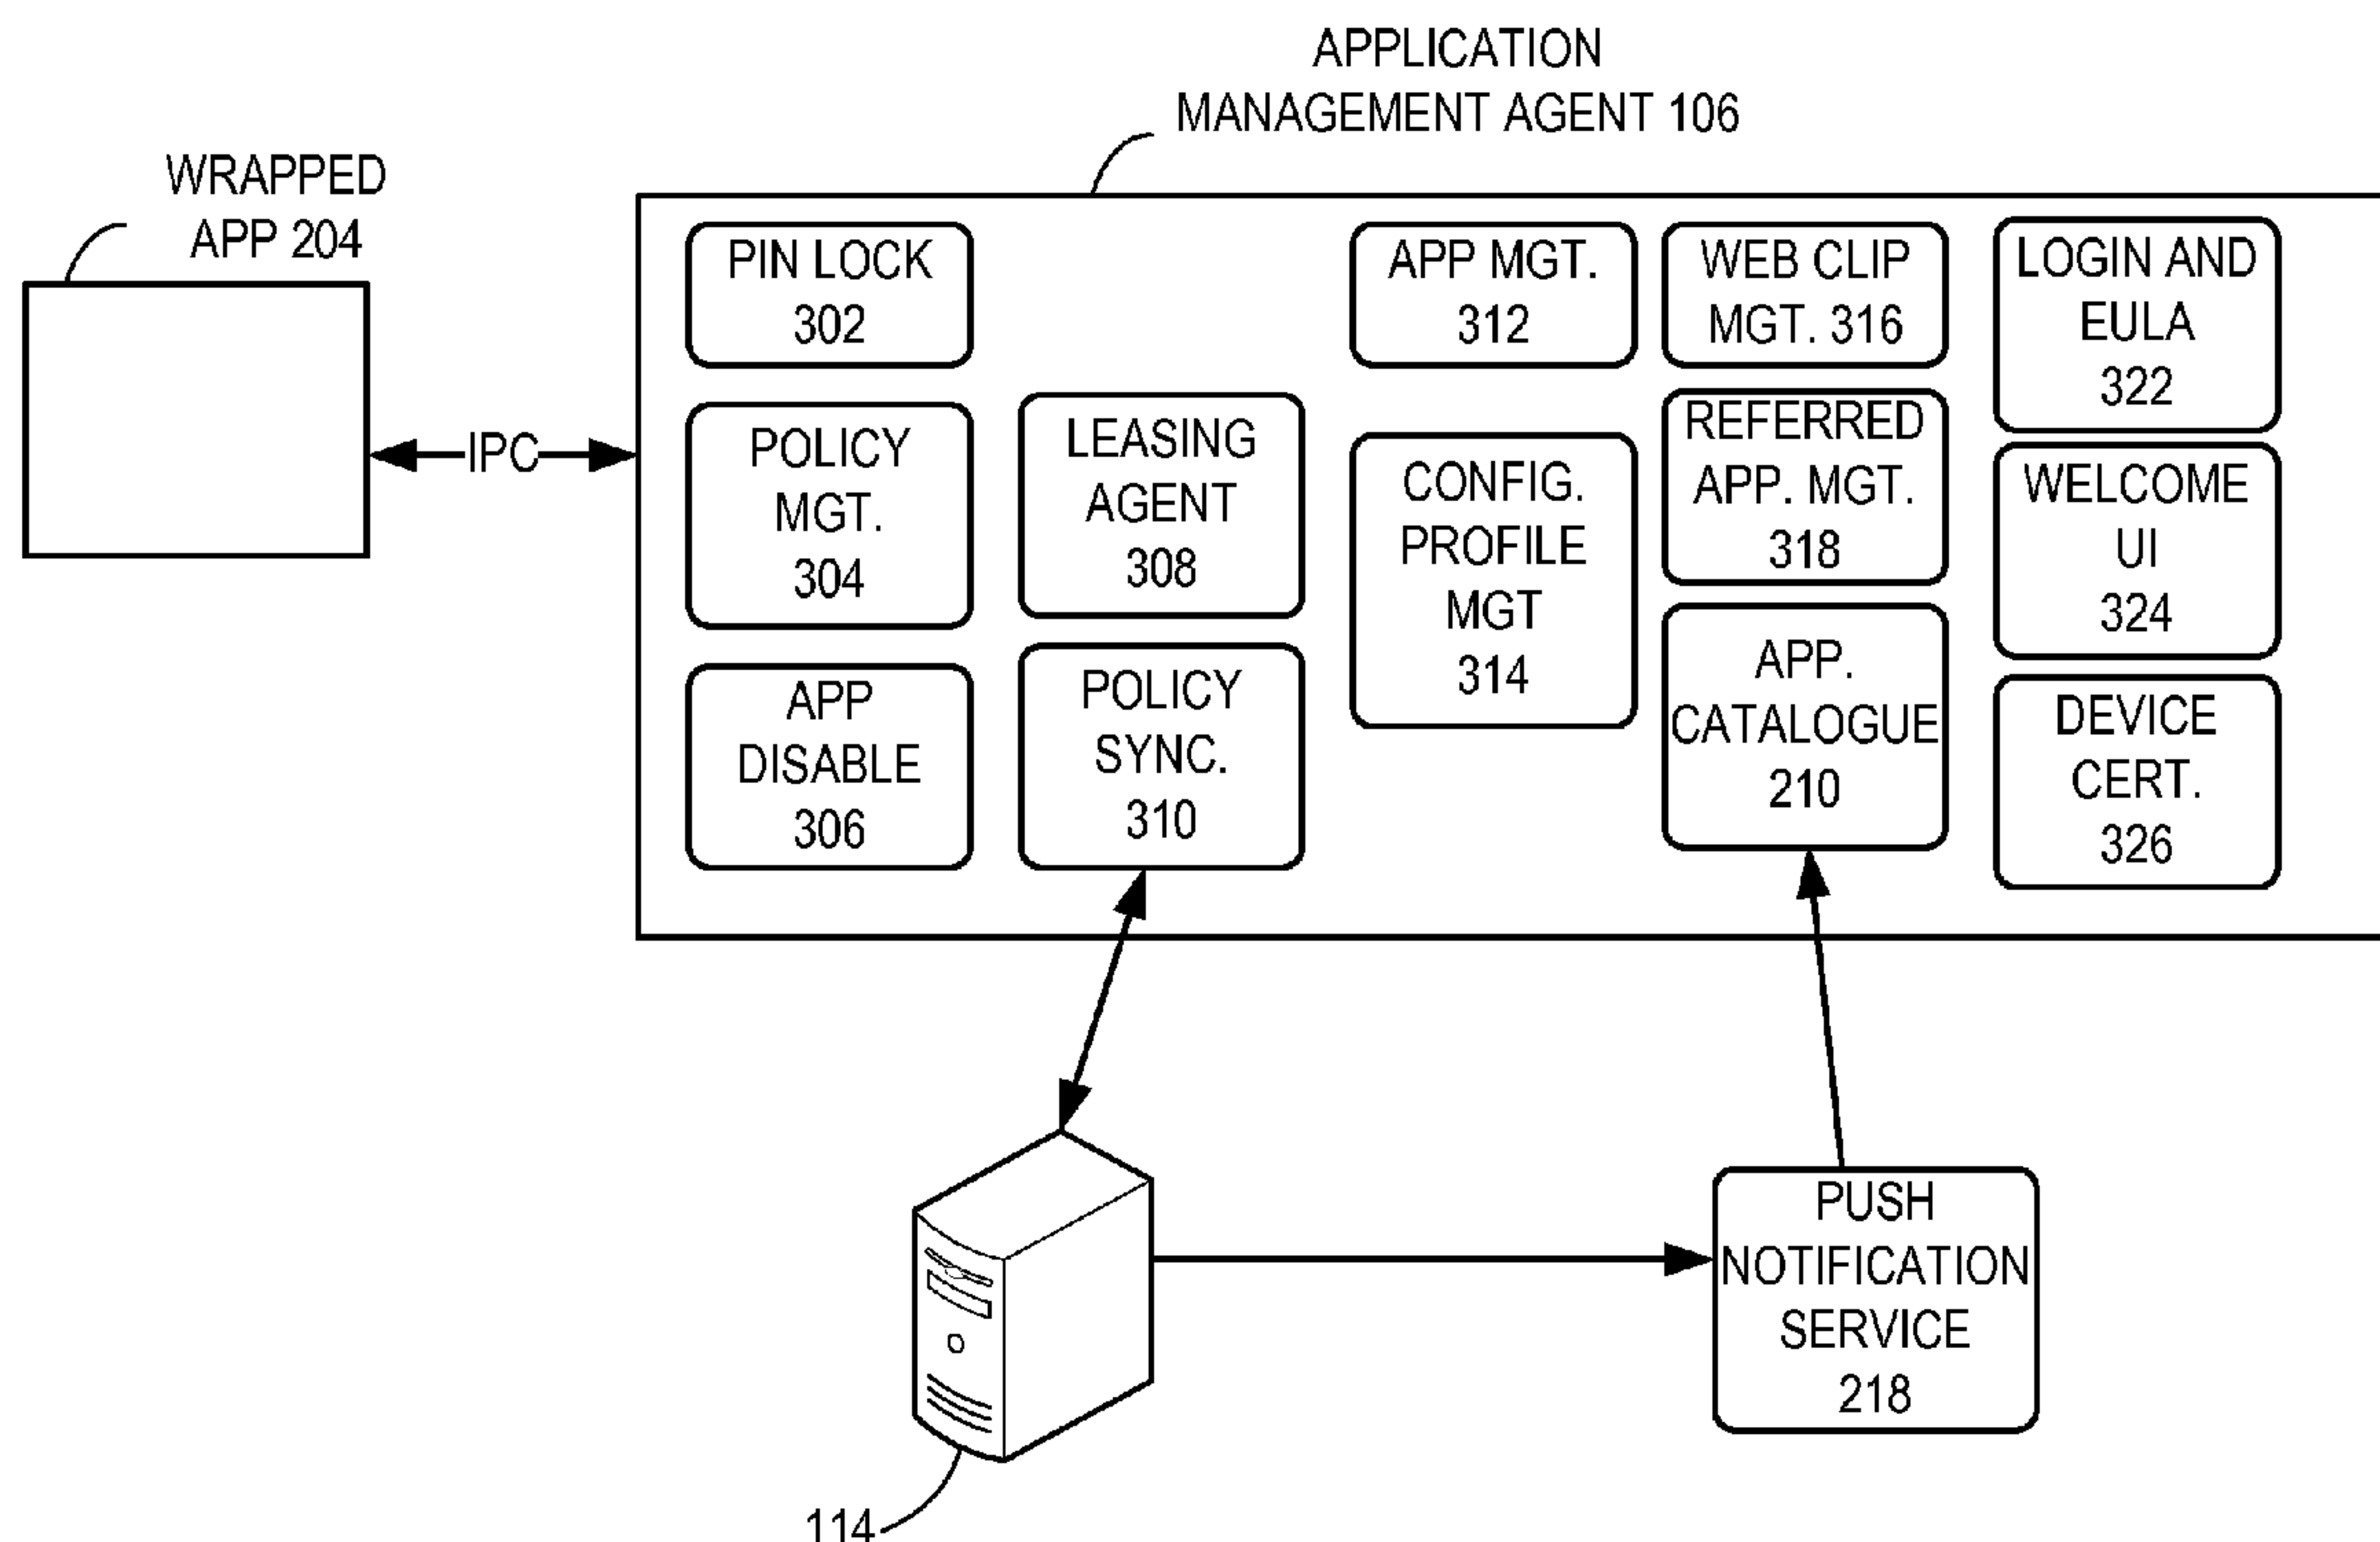 APPLICATION
MANAGEMENT AGENT 106
WRAPPED
APP 204
IPC
PIN LOCK
302
POLICY
MGT.
304
APP
DISABLE
306
LEASING
AGENT
308
POLICY
SYNC.
310
APP MGT.
312
CONFIG.
PROFILE
MGT
314
WEB CLIP
MGT. 316
REFERRED
APP. MGT.
318
APP.
CATALOGUE
210
LOGIN AND
EULA
322
WELCOME
UI
324
DEVICE
CERT.
326
PUSH
NOTIFICATION
SERVICE
218
114